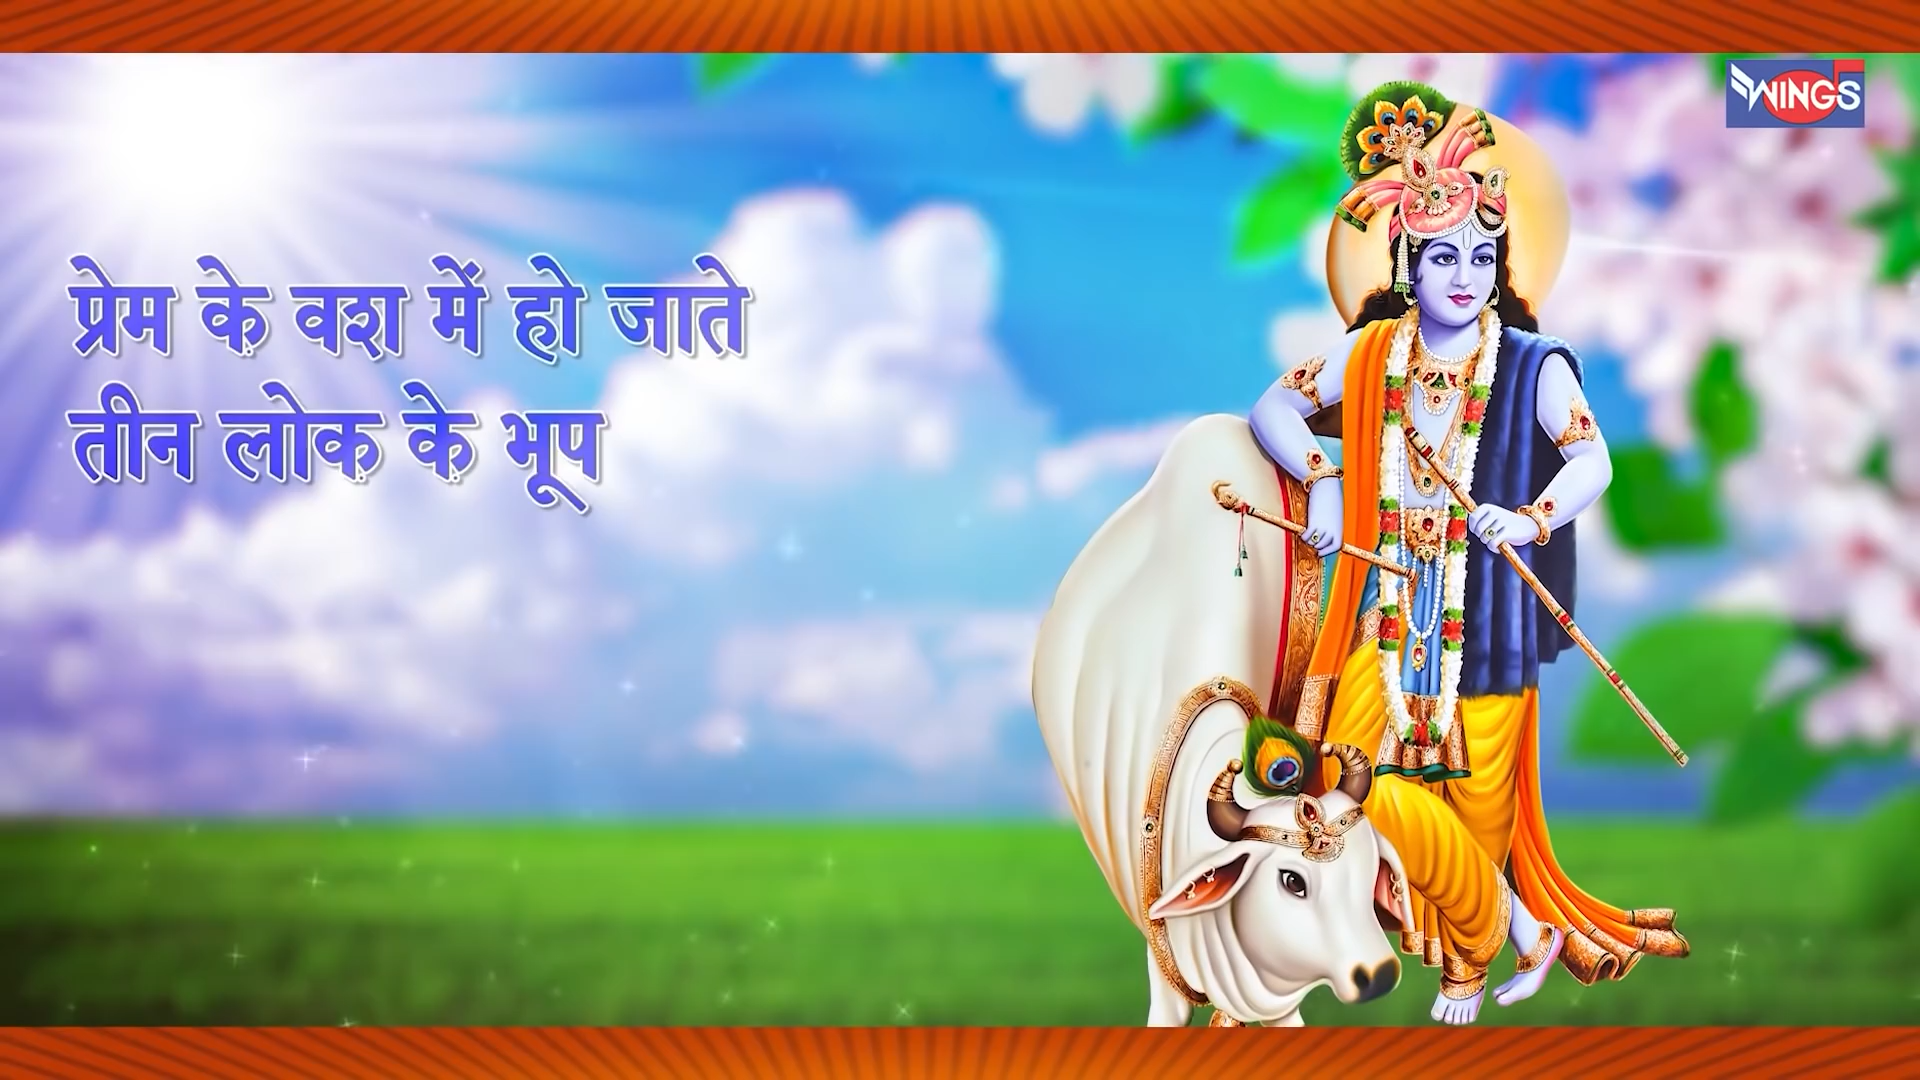 WINGS
प्रेम के वश में हो जाते
तीन लोक के भूप